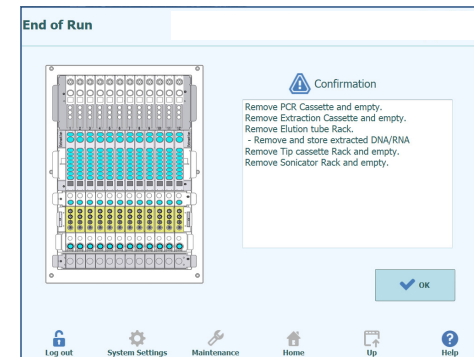 End of Run
Confirmation
Remove PCR Cassette and empty.
Remove Extraction Cassette and empty.
Remove Elution tube Rack.
- Remove and store extracted DNA/RNA
Remove Tip cassette Rack and empty.
Remove Sonicator Rack and empty.
OK
Log out
System Settings
Maintenance
Home
Up
Help